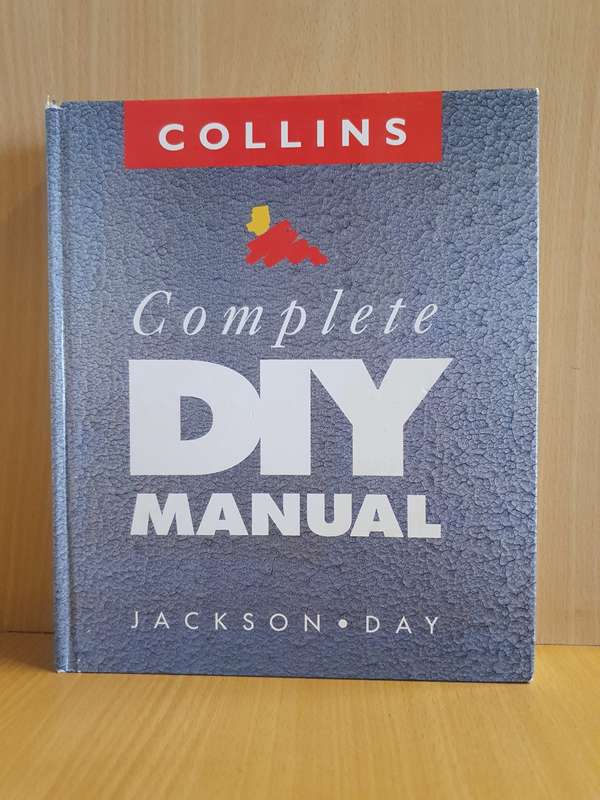 COLLINS
Complete
DIY
MANUAL
JACKSON • DAY